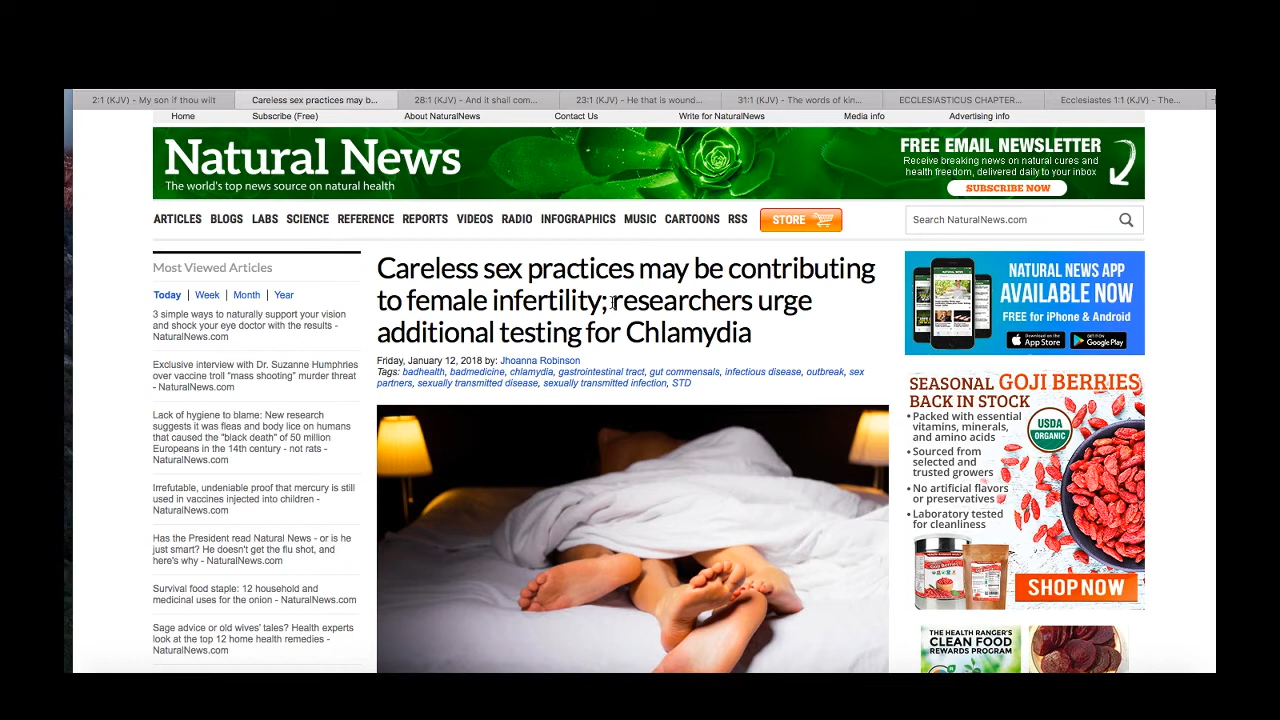 2:1 (KJV) - My son if thou wilt
Careless sex practices may b...
28:1 (KJV) - And it shall com...
23:1 (KJV) - He that is wound...
31:1 (KJV) - The words of kin...
ECCLESIASTICUS CHAPTER...
Ecclesiastes 1:1 (KJV) - The...
Home
Subscribe (Free)
About NaturalNews
Contact Us
Write for NaturalNews
Media info
Advertising info
Natural News
The world's top news source on natural health
FREE EMAIL NEWSLETTER
Receive breaking news on natural cures and
health freedom, delivered daily to your inbox
SUBSCRIBE NOW
ARTICLES BLOGS LABS SCIENCE REFERENCE REPORTS VIDEOS RADIO INFOGRAPHICS MUSIC CARTOONS RSS
STORE
Search NaturalNews.com
Most Viewed Articles
Today | Week | Month | Year
3 simple ways to naturally support your vision
and shock your eye doctor with the results -
NaturalNews.com
Exclusive interview with Dr. Suzanne Humphries
over vaccine troll "mass shooting" murder threat
- NaturalNews.com
Lack of hygiene to blame: New research
suggests it was fleas and body lice on humans
that caused the "black death" of 50 million
Europeans in the 14th century - not rats -
NaturalNews.com
Irrefutable, undeniable proof that mercury is still
used in vaccines injected into children -
NaturalNews.com
Has the President read Natural News - or is he
just smart? He doesn't get the flu shot, and
here's why - NaturalNews.com
Survival food staple: 12 household and
medicinal uses for the onion - NaturalNews.com
Sage advice or old wives' tales? Health experts
look at the top 12 home health remedies -
NaturalNews.com
Careless sex practices may be contributing
to female infertility; researchers urge
additional testing for Chlamydia
Friday, January 12, 2018 by: Jhoanna Robinson
Tags: badhealth, badmedicine, chlamydia, gastrointestinal tract, gut commensals, infectious disease, outbreak, sex
partners, sexually transmitted disease, sexually transmitted infection, STD
NATURAL NEWS APP
AVAILABLE NOW
FREE for iPhone & Android
Download on the
App Store
GET IT ON
Google Play
SEASONAL GOJI BERRIES
BACK IN STOCK
• Packed with essential
vitamins, minerals,
and amino acids
• Sourced from
selected and
trusted growers
• No artificial flavors
or preservatives
• Laboratory tested
for cleanliness
USDA
ORGANIC
SHOP NOW
THE HEALTH RANGER'S
CLEAN FOOD
REWARDS PROGRAM